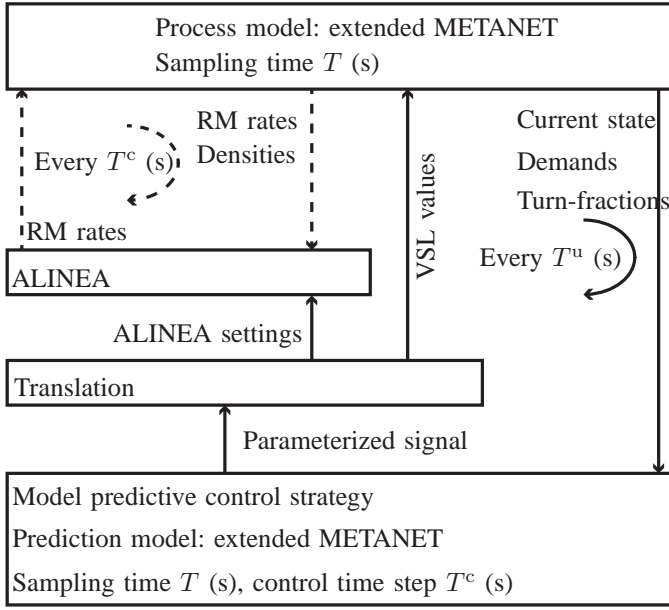 Process model: extended METANET
Sampling time T (s)
RM rates
Densities
Every T^c (s)
RM rates
VSL values
Current state
Demands
Turn-fractions
Every T^u (s)
ALINEA
ALINEA settings
Translation
Parameterized signal
Model predictive control strategy
Prediction model: extended METANET
Sampling time T (s), control time step T^c (s)